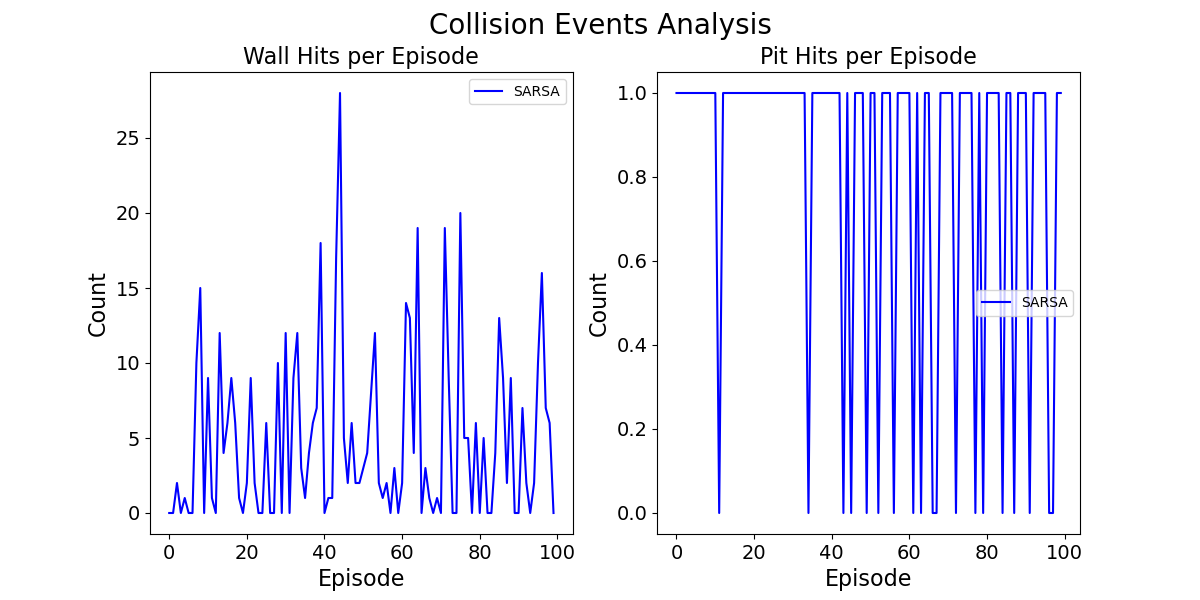 Collision Events Analysis
Wall Hits per Episode
Pit Hits per Episode
SARSA
SARSA
Count
Count
25
20
15
10
5
0
1.0
0.8
0.6
0.4
0.2
0.0
0 20 40 60 80 100
0 20 40 60 80 100
Episode
Episode